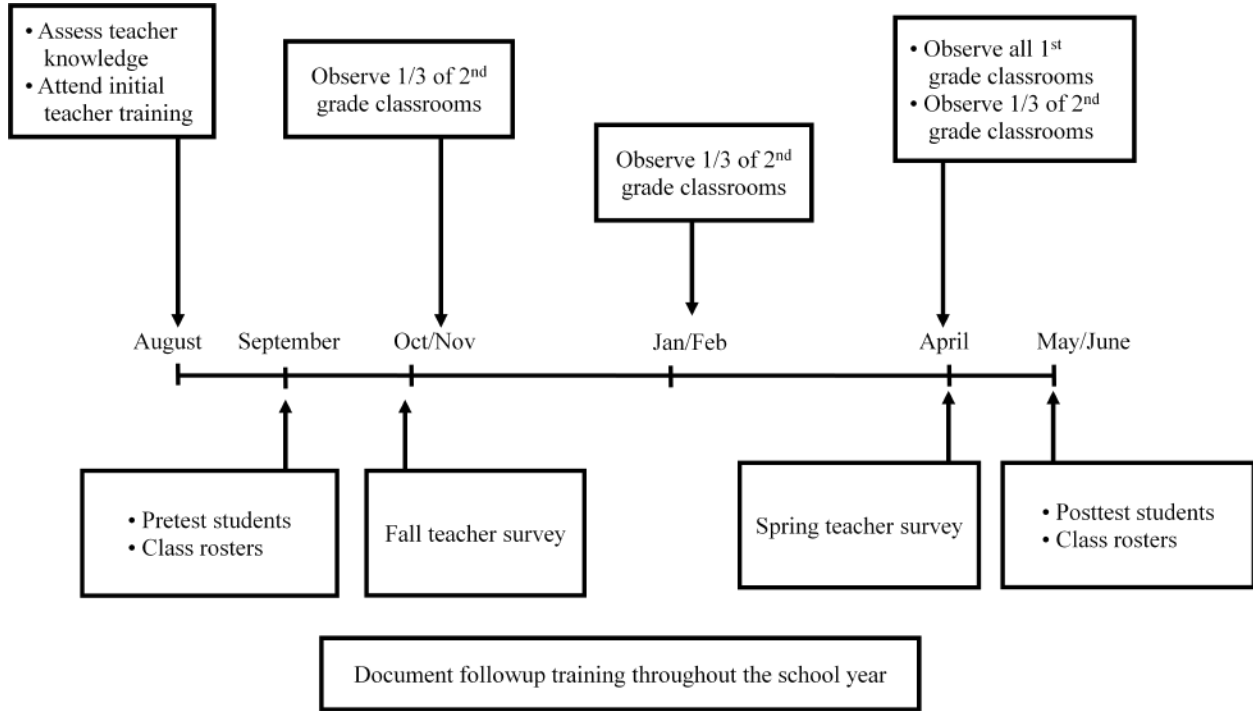 • Assess teacher
knowledge
• Attend initial
teacher training
Observe 1/3 of 2nd
grade classrooms
Observe 1/3 of 2nd
grade classrooms
• Observe all 1st
grade classrooms
• Observe 1/3 of 2nd
grade classrooms
August
September
Oct/Nov
Jan/Feb
April
May/June
• Pretest students
• Class rosters
Fall teacher survey
Spring teacher survey
• Posttest students
• Class rosters
Document followup training throughout the school year